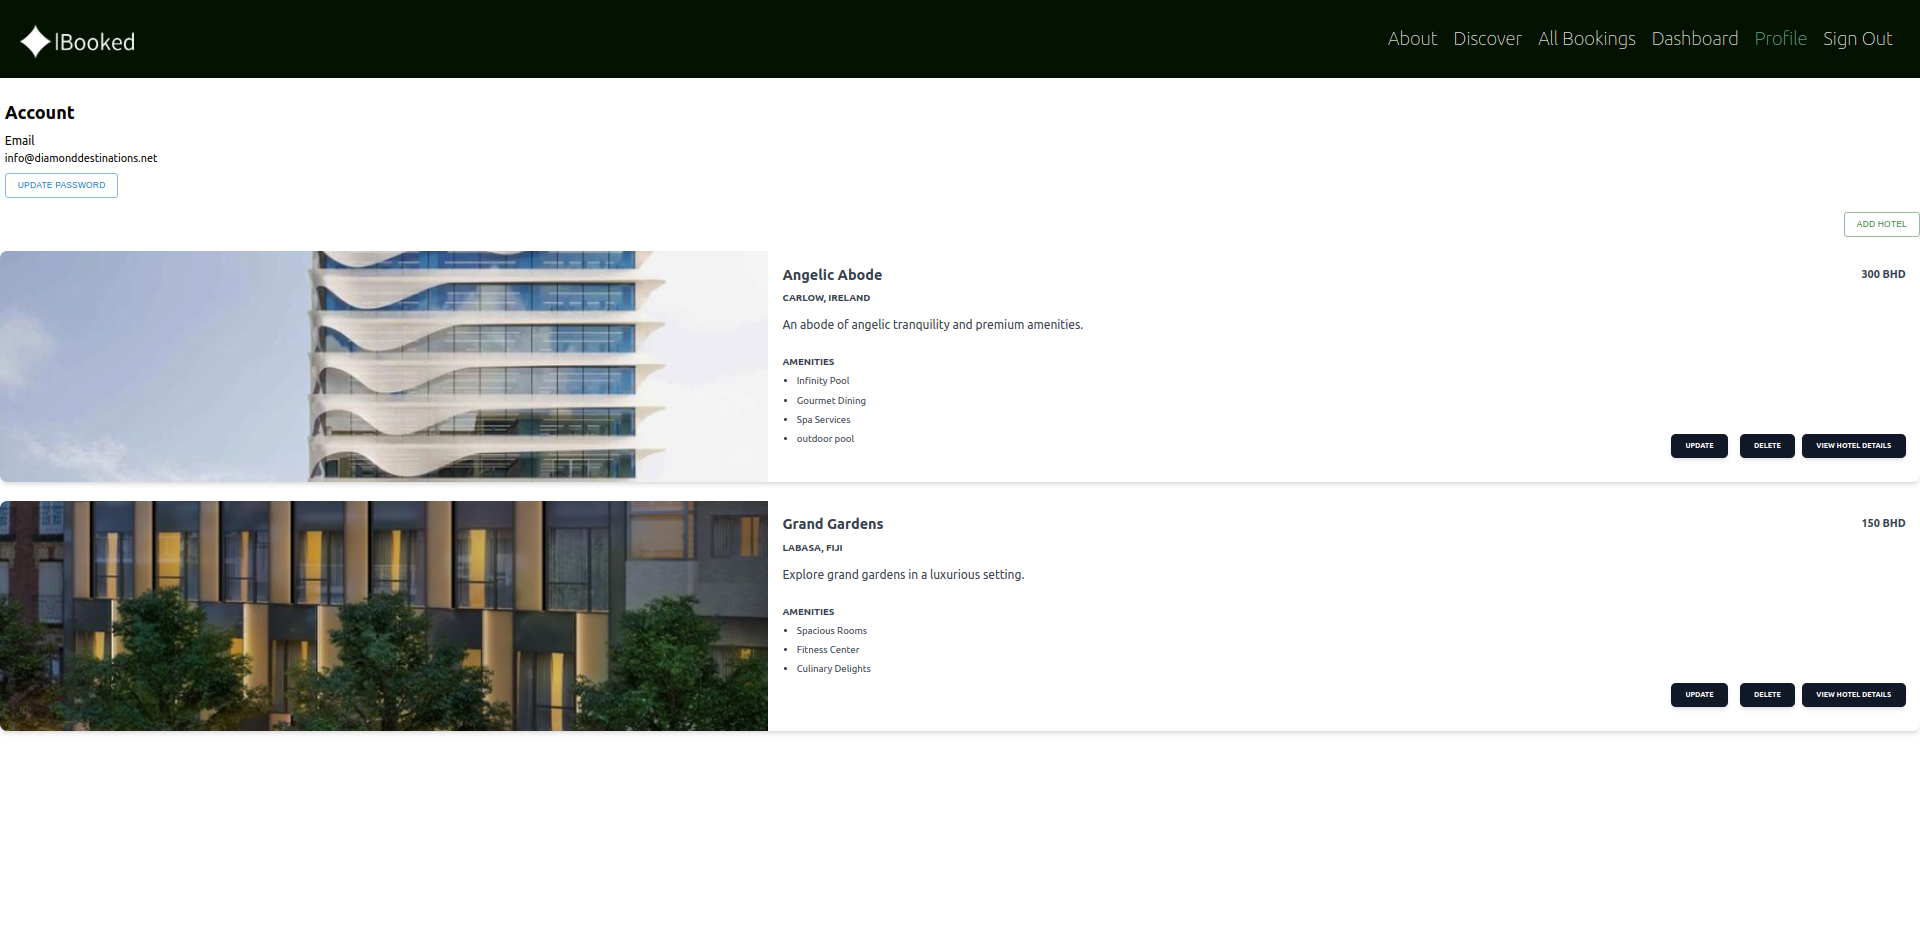 IBooked
About Discover All Bookings Dashboard Profile Sign Out
Account
Email
info@diamonddestinations.net
UPDATE PASSWORD
ADD HOTEL
Angelic Abode
300 BHD
CARLOW, IRELAND
An abode of angelic tranquility and premium amenities.
AMENITIES
• Infinity Pool
• Gourmet Dining
• Spa Services
• outdoor pool
UPDATE DELETE VIEW HOTEL DETAILS
Grand Gardens
150 BHD
LABASA, FIJI
Explore grand gardens in a luxurious setting.
AMENITIES
• Spacious Rooms
• Fitness Center
• Culinary Delights
UPDATE DELETE VIEW HOTEL DETAILS